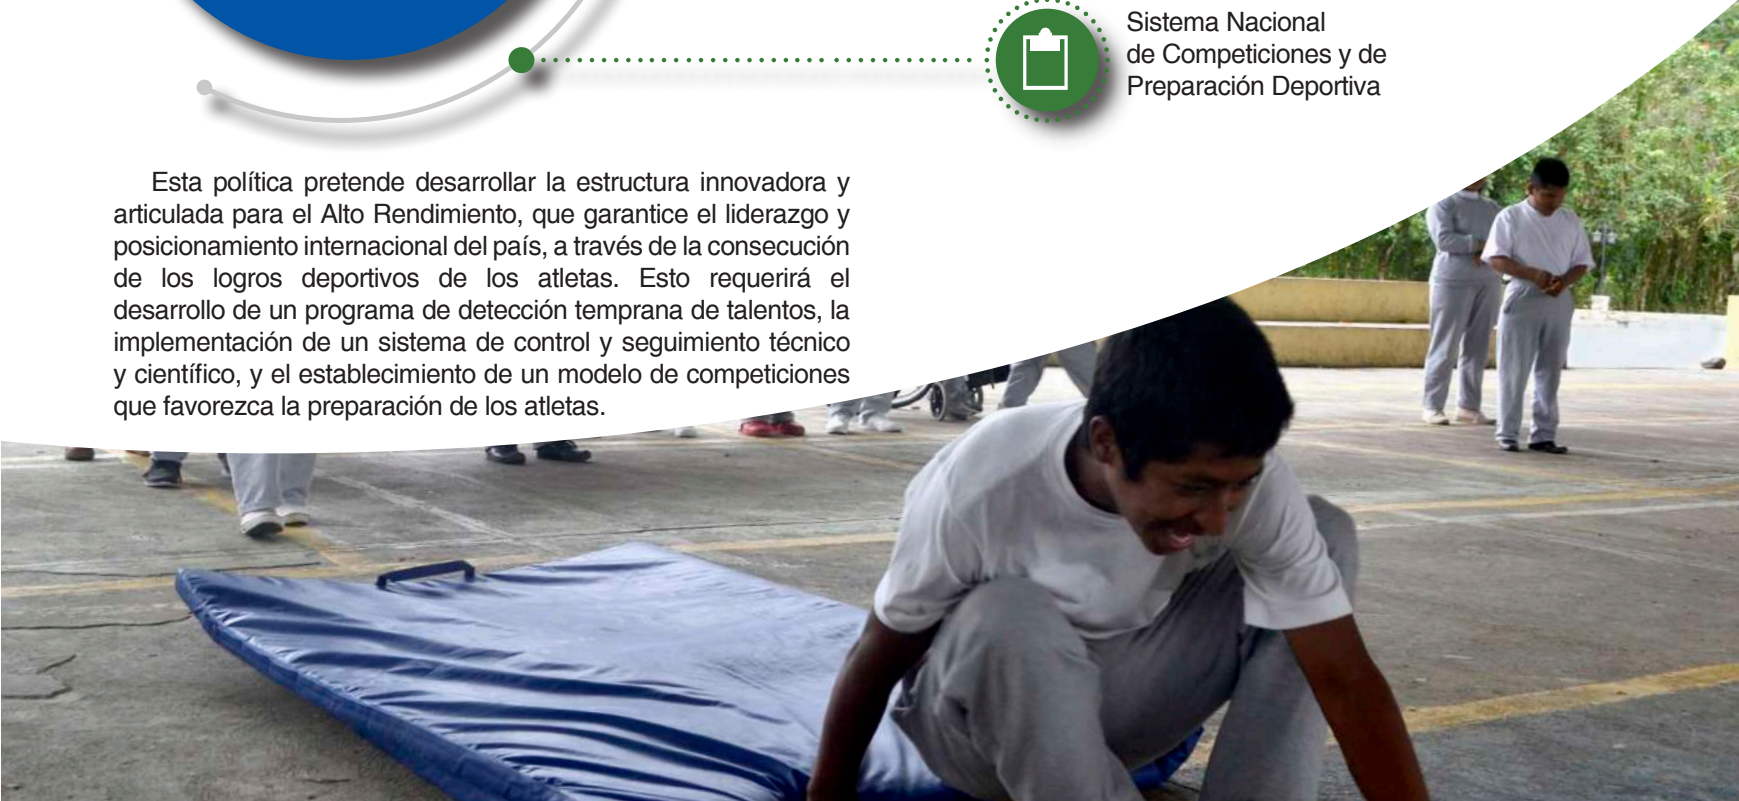 Sistema Nacional
de Competiciones y de
Preparación Deportiva
Esta política pretende desarrollar la estructura innovadora y
articulada para el Alto Rendimiento, que garantice el liderazgo y
posicionamiento internacional del país, a través de la consecución
de los logros deportivos de los atletas. Esto requerirá el
desarrollo de un programa de detección temprana de talentos, la
implementación de un sistema de control y seguimiento técnico
y científico, y el establecimiento de un modelo de competiciones
que favorezca la preparación de los atletas.